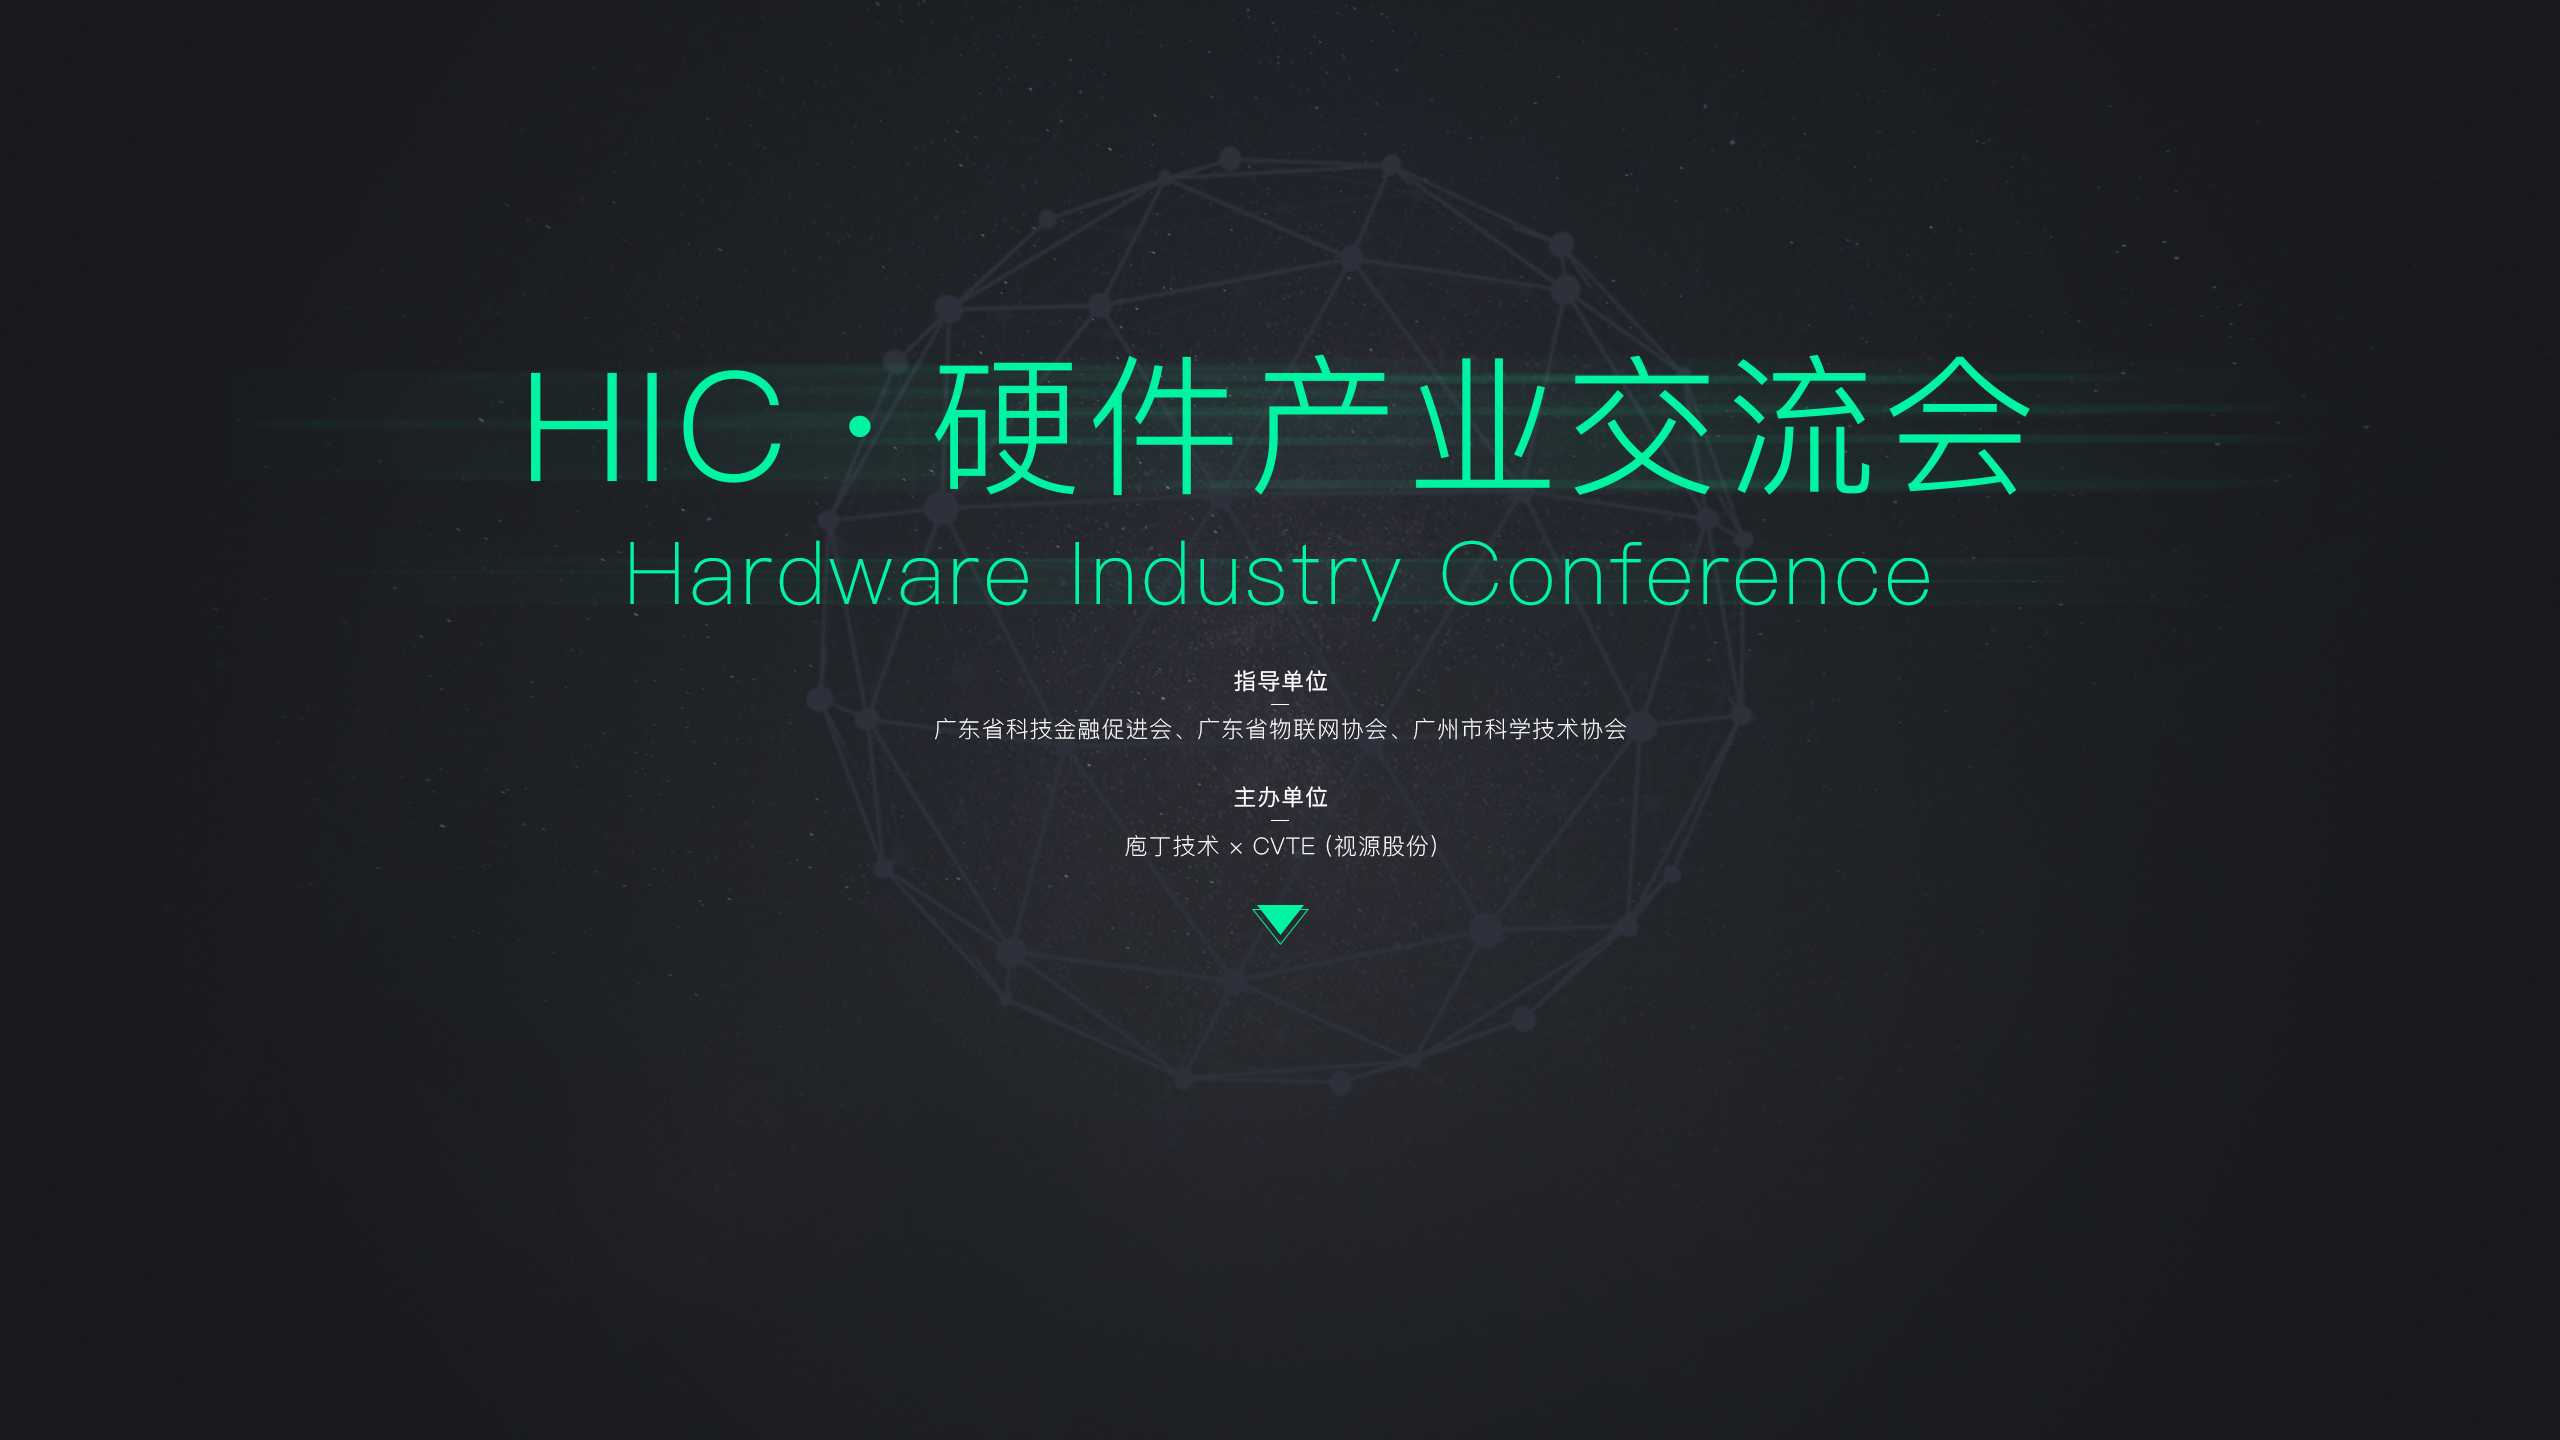 HIC · 硬件产业交流会
Hardware Industry Conference
指导单位
广东省科技金融促进会、广东省物联网协会、广州市科学技术协会
主办单位
庖丁技术 × CVTE (视源股份)